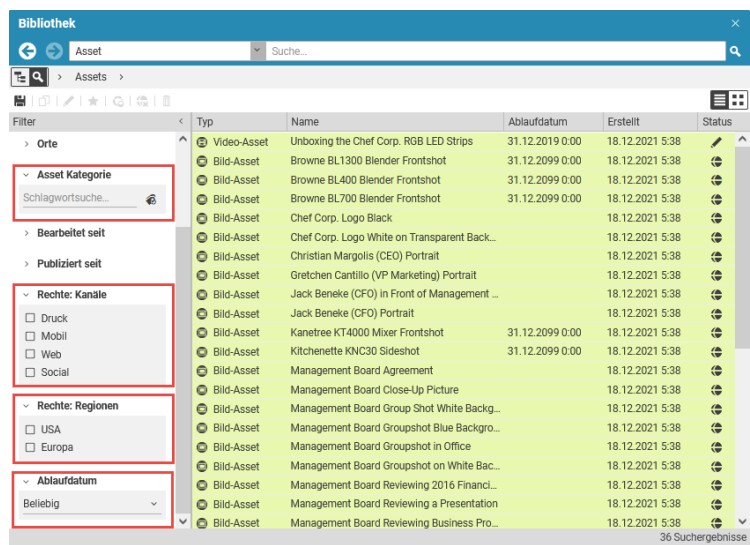 Bibliothek
Asset
Suche...
Assets
Filter
Typ Name Ablaufdatum Erstellt Status
Orte
Asset Kategorie
Schlagwortsuche...
Bearbeitet seit
Publiziert seit
Rechte: Kanäle
Druck
Mobil
Web
Social
Rechte: Regionen
USA
Europa
Ablaufdatum
Beliebig
Video-Asset Unboxing the Chef Corp. RGB LED Strips 31.12.2019 0:00 18.12.2021 5:38
Bild-Asset Browne BL1300 Blender Frontshot 31.12.2099 0:00 18.12.2021 5:38
Bild-Asset Browne BL400 Blender Frontshot 31.12.2099 0:00 18.12.2021 5:38
Bild-Asset Browne BL700 Blender Frontshot 31.12.2099 0:00 18.12.2021 5:38
Bild-Asset Chef Corp. Logo Black 18.12.2021 5:38
Bild-Asset Chef Corp. Logo White on Transparent Back... 18.12.2021 5:38
Bild-Asset Christian Margolis (CEO) Portrait 18.12.2021 5:38
Bild-Asset Gretchen Cantillo (VP Marketing) Portrait 18.12.2021 5:38
Bild-Asset Jack Beneke (CFO) in Front of Management ... 18.12.2021 5:38
Bild-Asset Jack Beneke (CFO) Portrait 18.12.2021 5:38
Bild-Asset Kanetree KT4000 Mixer Frontshot 31.12.2099 0:00 18.12.2021 5:38
Bild-Asset Kitchenette KNC30 Sideshot 31.12.2099 0:00 18.12.2021 5:38
Bild-Asset Management Board Agreement 18.12.2021 5:38
Bild-Asset Management Board Close-Up Picture 18.12.2021 5:38
Bild-Asset Management Board Group Shot White Backg... 18.12.2021 5:38
Bild-Asset Management Board Groupshot Blue Backgro... 18.12.2021 5:38
Bild-Asset Management Board Groupshot in Office 18.12.2021 5:38
Bild-Asset Management Board Groupshot on White Bac... 18.12.2021 5:38
Bild-Asset Management Board Reviewing 2016 Financi... 18.12.2021 5:38
Bild-Asset Management Board Reviewing a Presentation 18.12.2021 5:38
Bild-Asset Management Board Reviewing Business Pro... 18.12.2021 5:38
36 Suchergebnisse